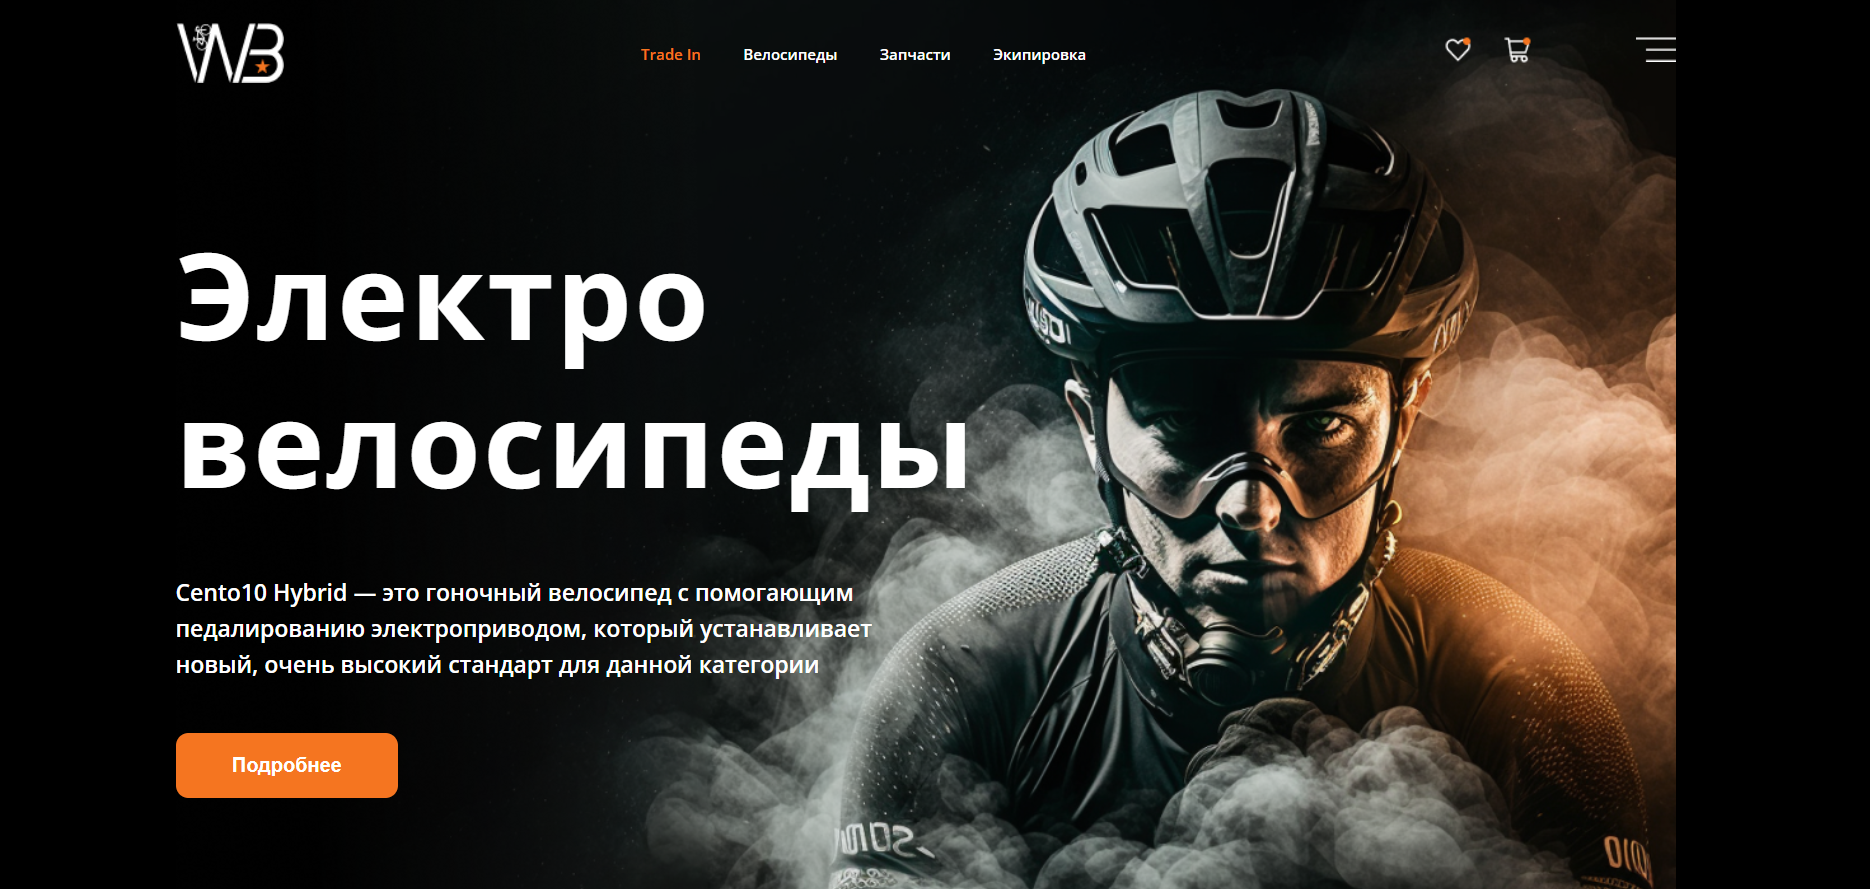 WB
Trade In
Велосипеды
Запчасти
Экипировка
Электро
велосипеды
Cento10 Hybrid — это гоночный велосипед с помогающим
педалированию электроприводом, который устанавливает
новый, очень высокий стандарт для данной категории
Подробнее